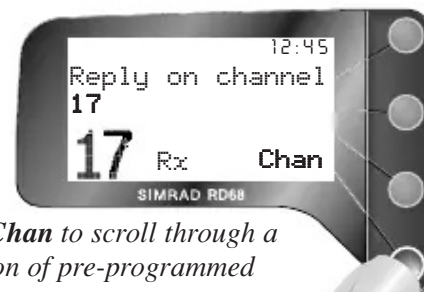 12:45
Reply on channel
17
17 Rx Chan
SIMRAD RD68
Chan to scroll through a
on of pre-programmed